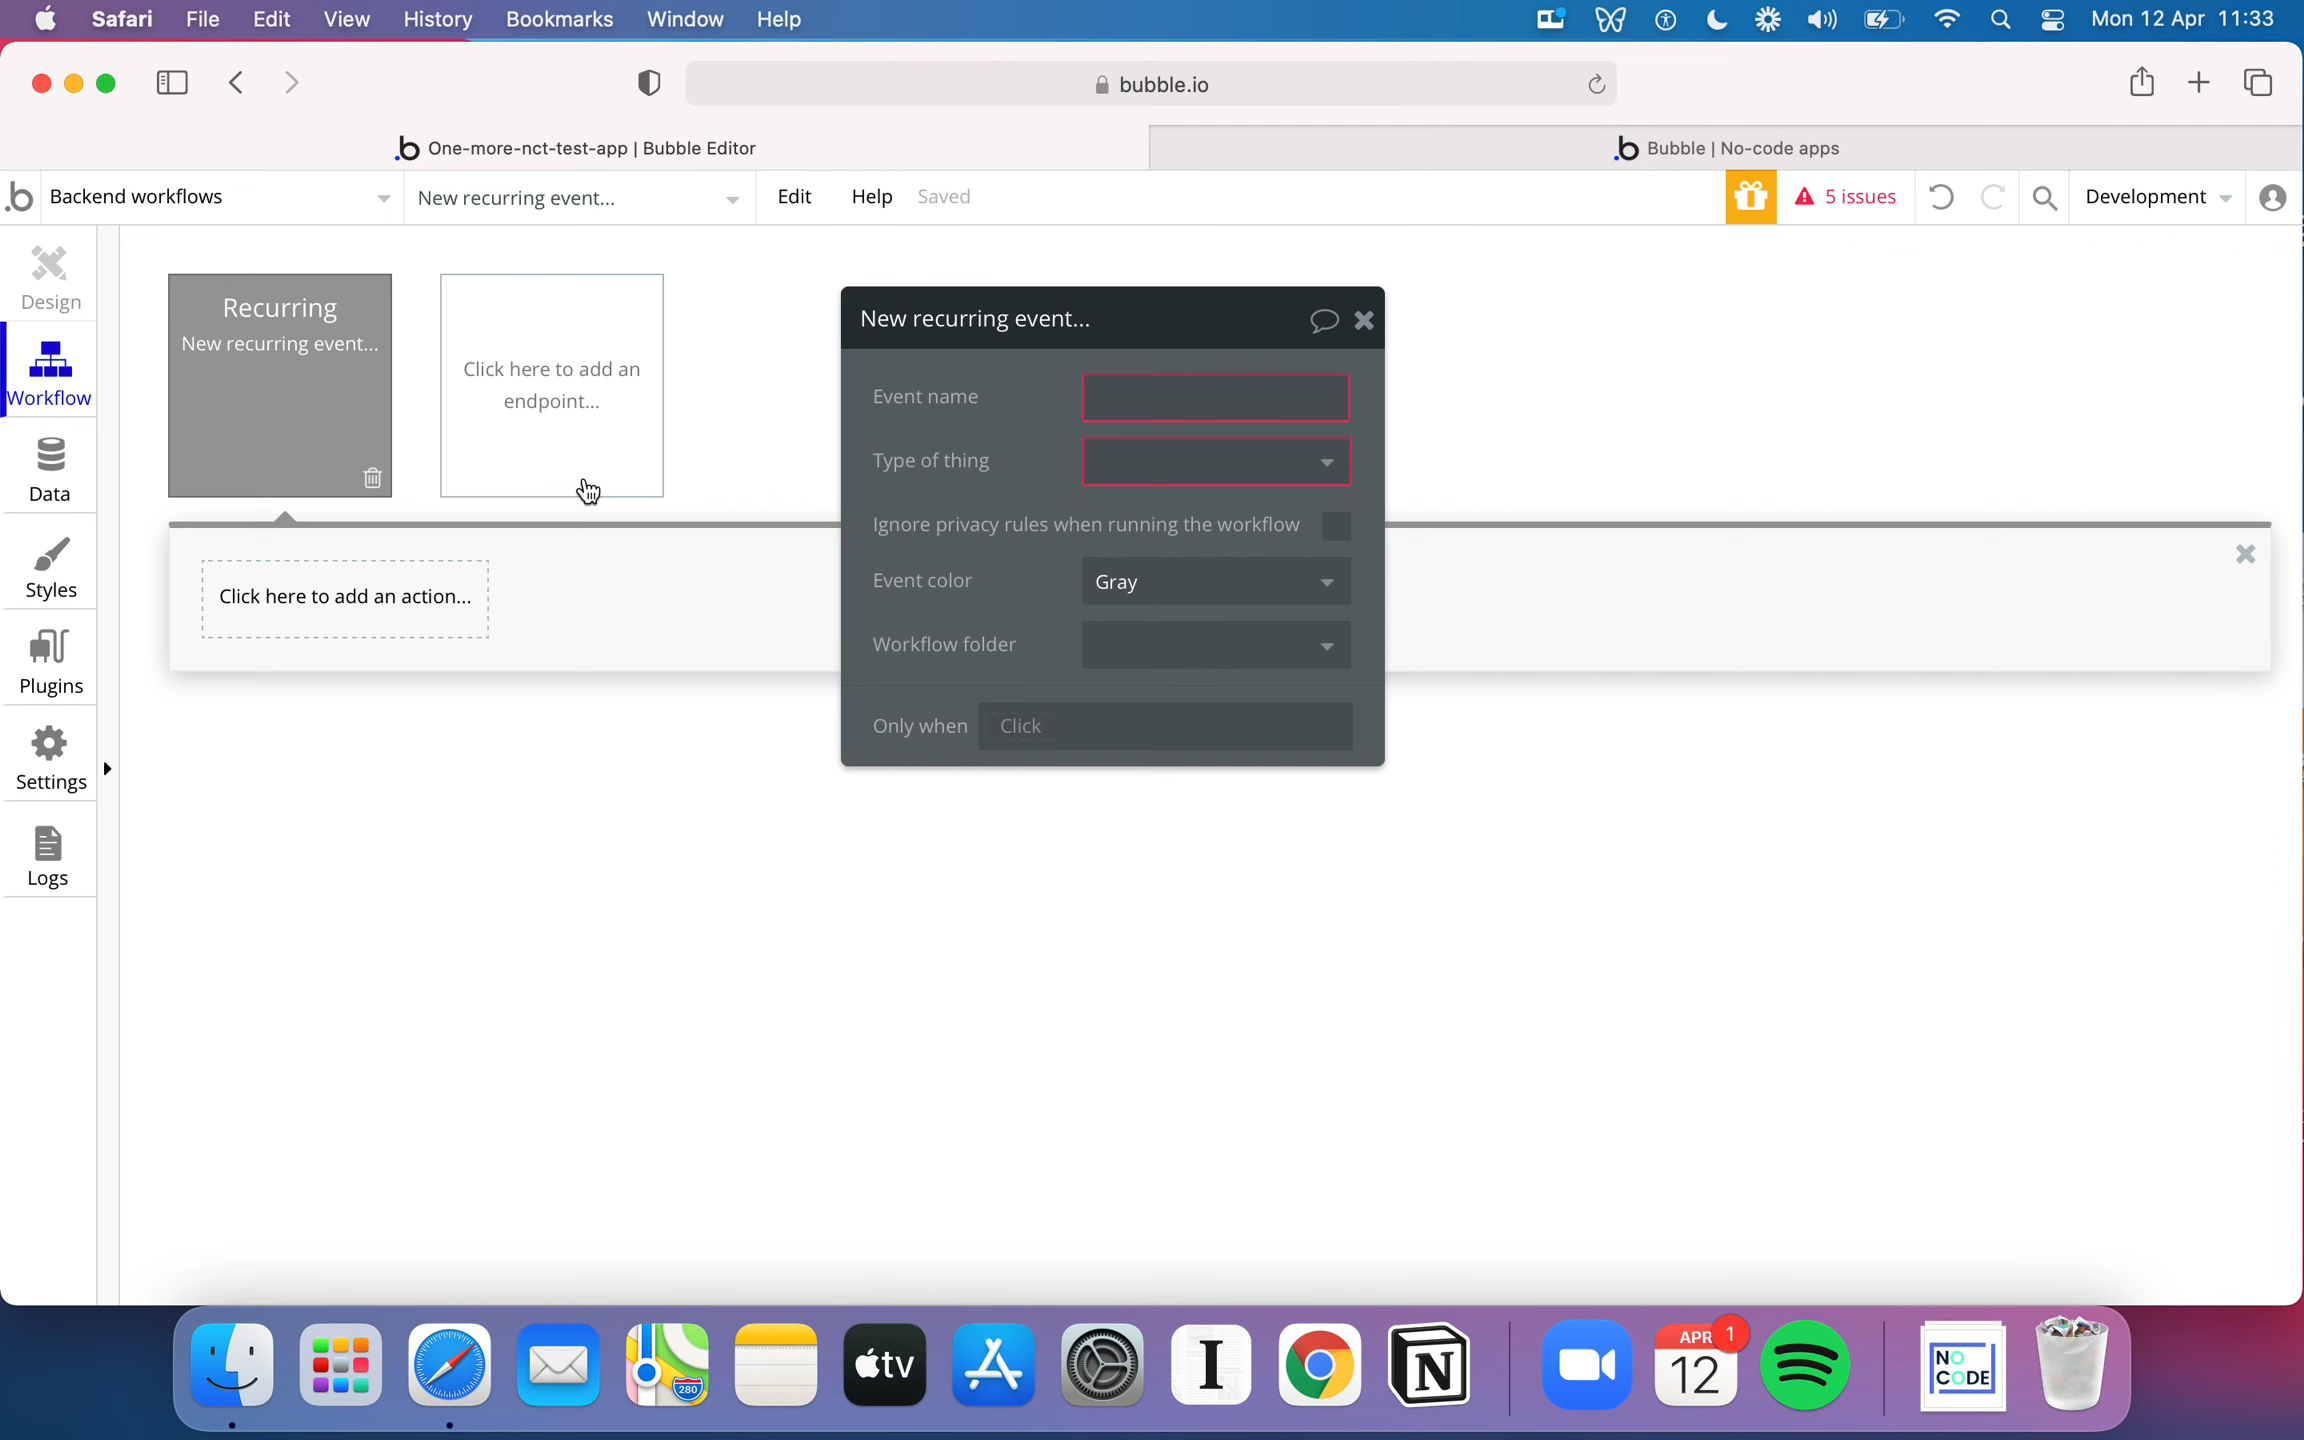 Safari File Edit View History Bookmarks Window Help Mon 12 Apr 11:33
bubble.io
One-more-nct-test-app | Bubble Editor
Bubble | No-code apps
Backend workflows New recurring event... Edit Help Saved 5 issues Development
Design
Workflow
Data
Styles
Plugins
Settings
Logs
Recurring
New recurring event...
Click here to add an
endpoint...
Click here to add an action...
New recurring event...
Event name
Type of thing
Ignore privacy rules when running the workflow
Event color Gray
Workflow folder
Only when Click
280
tv
I
N
APR 1
12
NO
CODE